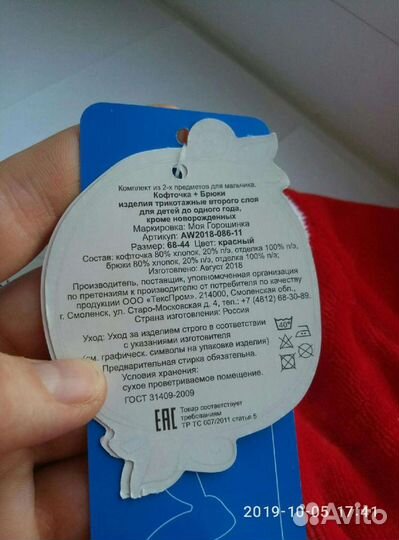 Комплект из 2-х предметов для мальчика.
Кофточка + Брюки
изделия трикотажные второго слоя
для детей до одного года,
кроме новорожденных
Маркировка: Моя Горошинка
Артикул: AW2018-086-11
Размер: 68-44 Цвет: красный
Состав: кофточка 80% хлопок, 20% п/э, отделка 100% п/э,
брюки 80% хлопок, 20% п/э, отделка 100% п/э.
Изготовлено: Август 2018
Производитель, поставщик, уполномоченная организация
по претензиям к производителю от потребителя по качеству
продукции ООО «ТексПром». 214000, Смоленская обл.,
г. Смоленск, ул. Старо-Московская д. 4, тел.: +7 (4812) 68-30-89.
Страна изготовления: Россия
Уход: Уход за изделием строго в соответствии
с указаниями изготовителя
(см. графическ. символы на упаковке изделия)
Предварительная стирка обязательна.
Условия хранения:
сухое проветриваемое помещение.
ГОСТ 31409-2009
40°
EAC
Товар соответствует
требованиям
ТР ТС 007/2011 статья 5
2019-10-05 17:41
Avito